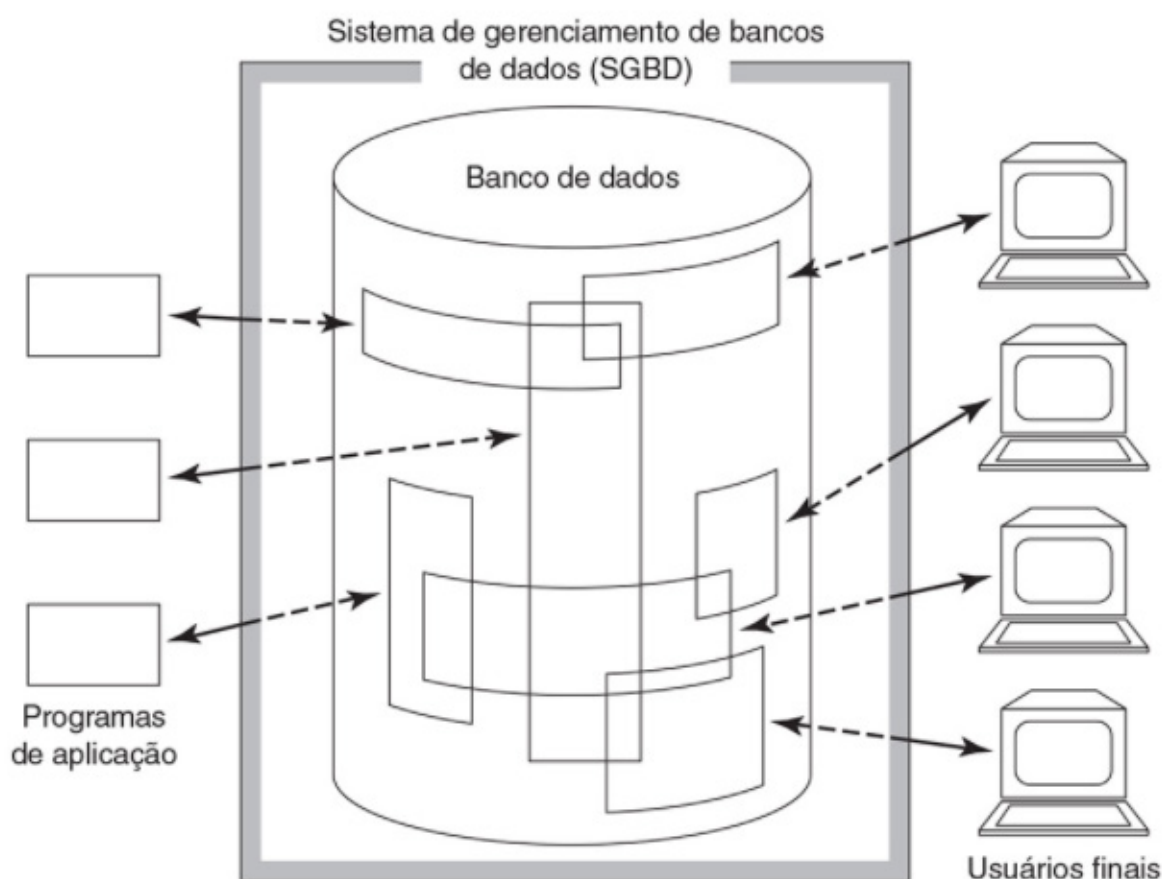 Sistema de gerenciamento de bancos
de dados (SGBD)
Banco de dados
Programas
de aplicação
Usuários finais